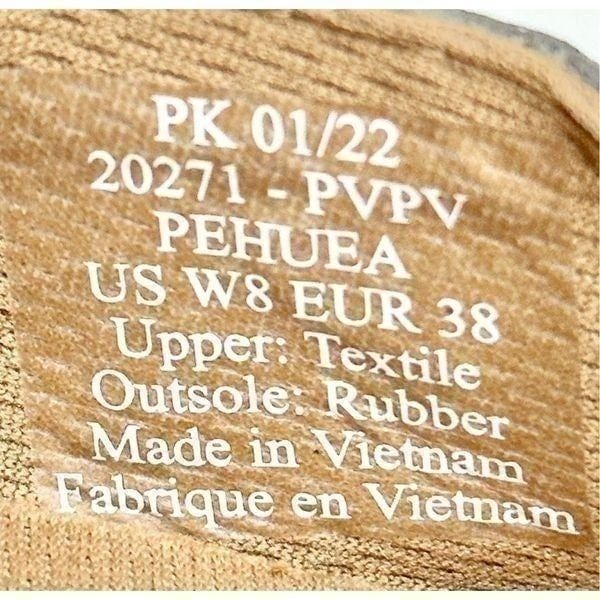 PK 01/22
20271 - PVPV
PEHUEA
US W8 EUR 38
Upper: Textile
Outsole: Rubber
Made in Vietnam
Fabrique en Vietnam